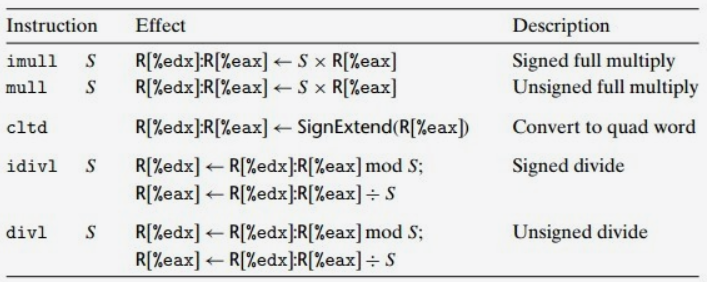 Instruction Effect Description
imull S R[%edx]:R[%eax] ← S × R[%eax] Signed full multiply
mull S R[%edx]:R[%eax] ← S × R[%eax] Unsigned full multiply
cltd R[%edx]:R[%eax] ← SignExtend(R[%eax]) Convert to quad word
idivl S R[%edx] ← R[%edx]:R[%eax] mod S; Signed divide
R[%eax] ← R[%edx]:R[%eax] ÷ S
divl S R[%edx] ← R[%edx]:R[%eax] mod S; Unsigned divide
R[%eax] ← R[%edx]:R[%eax] ÷ S